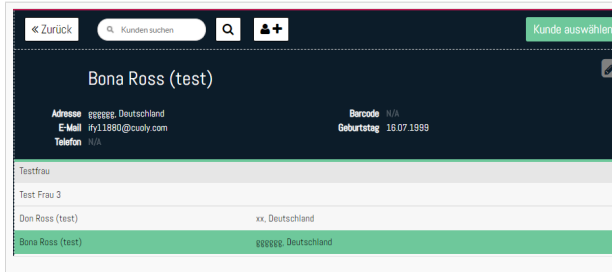 « Zurück Kunden suchen Kunde auswählen
Bona Ross (test)
Adresse gggggg, Deutschland Barcode N/A
E-Mail ify11880@cuoly.com Geburtstag 16.07.1999
Telefon N/A
Testfrau
Test Frau 3
Don Ross (test) xx, Deutschland
Bona Ross (test) gggggg, Deutschland